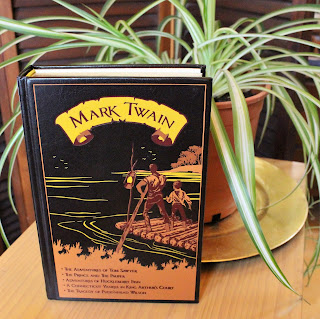 MARK TWAIN
• THE ADVENTURES OF TOM SAWYER
• THE PRINCE AND THE PAUPER
• ADVENTURES OF HUCKLEBERRY FINN
• A CONNECTICUT YANKEE IN KING ARTHUR'S COURT
• THE TRAGEDY OF PUDD'NHEAD WILSON